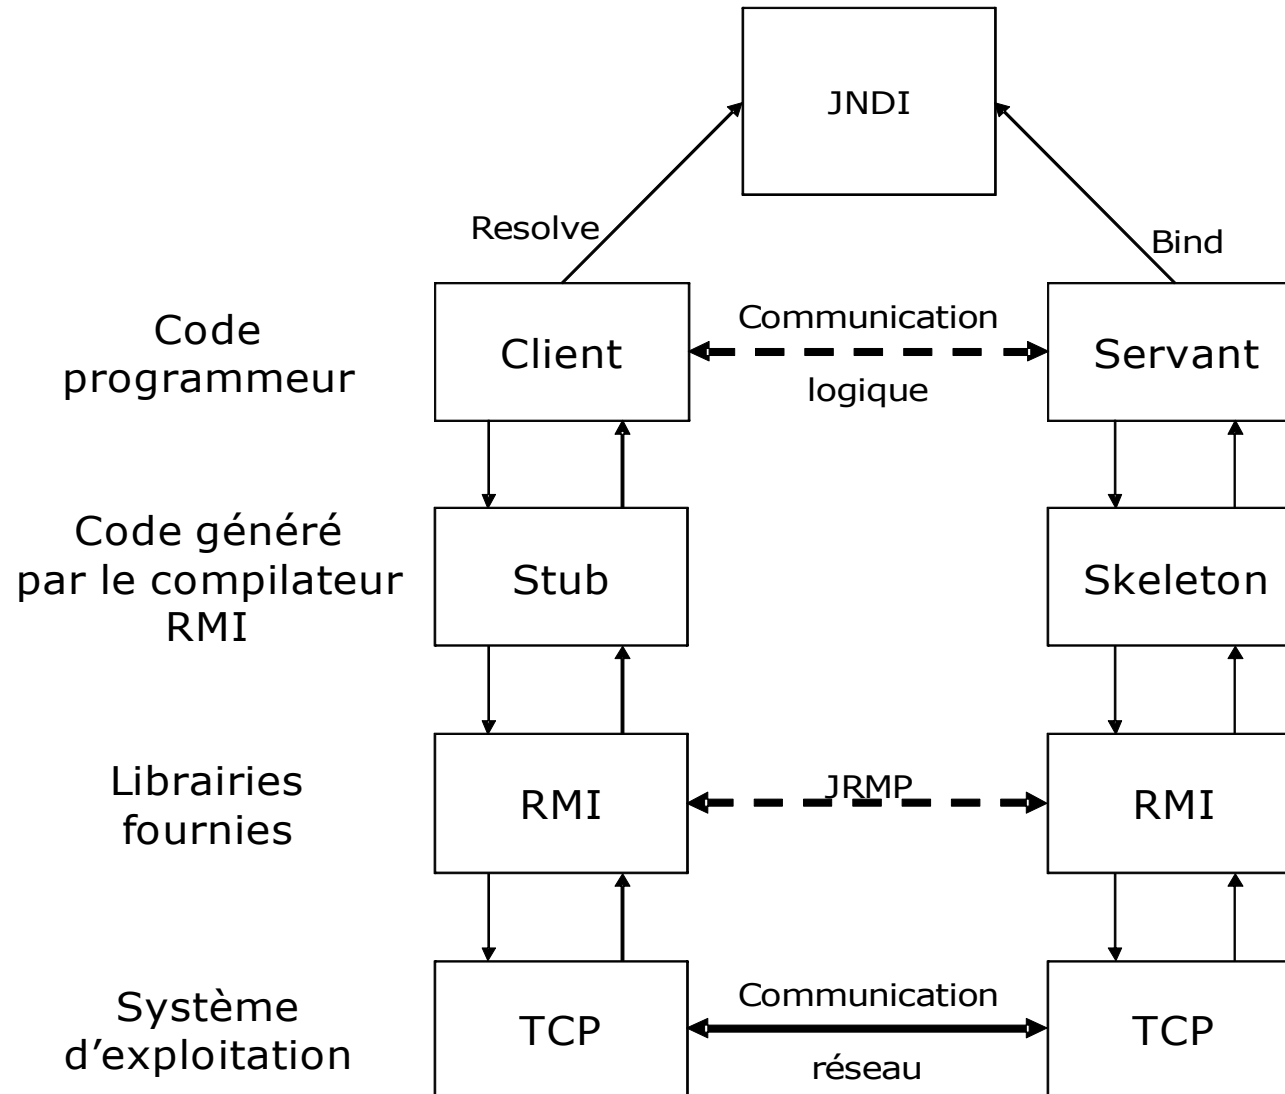 JNDI
Resolve
Bind
Code
programmeur
Client
Communication
logique
Servant
Code généré
par le compilateur
RMI
Stub
Skeleton
Librairies
fournies
RMI
JRMP
RMI
Système
d’exploitation
TCP
Communication
réseau
TCP